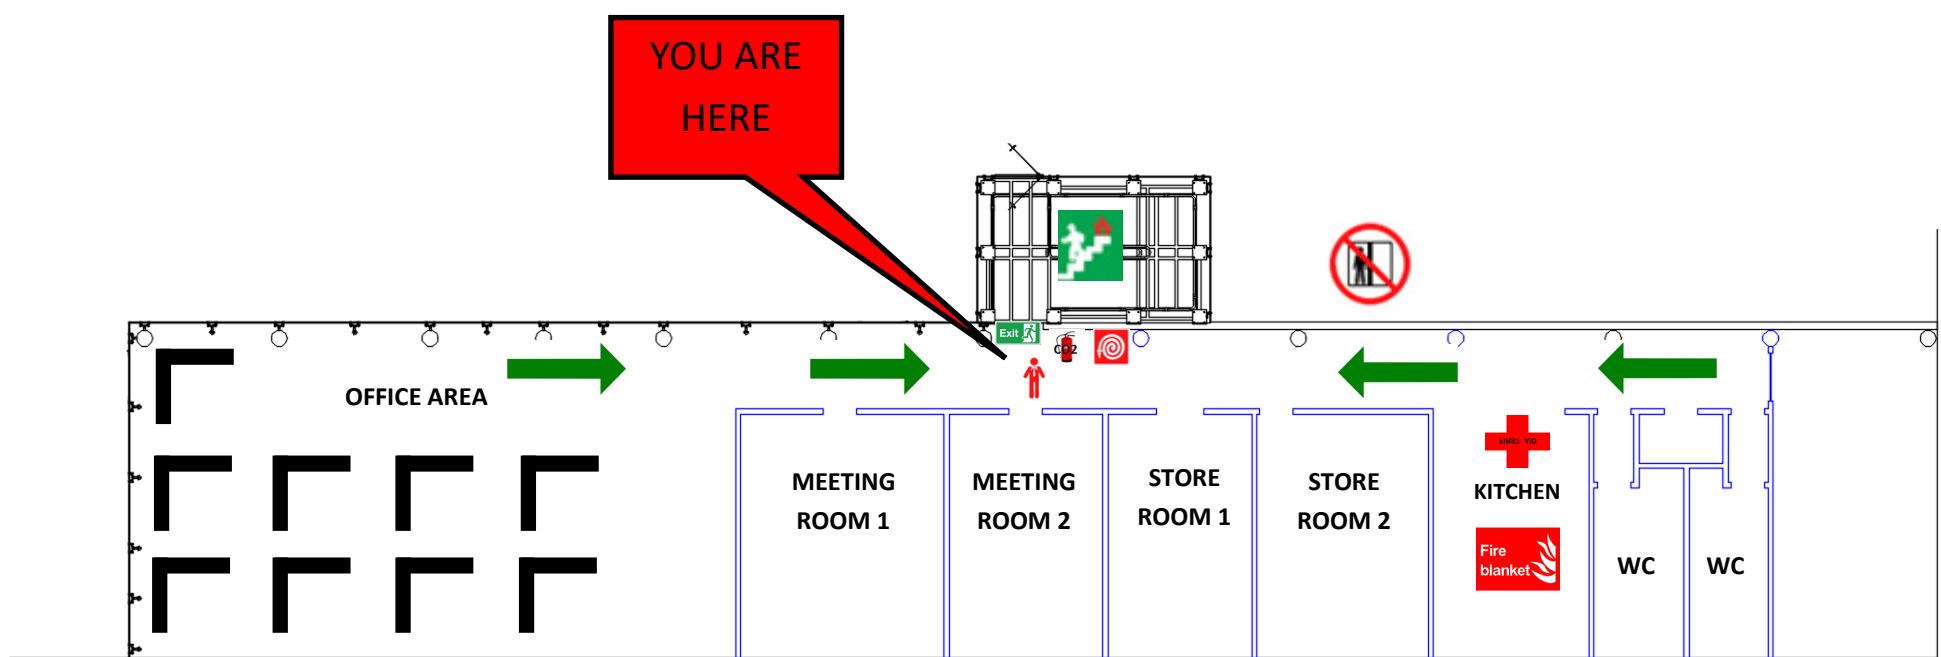 YOU ARE
HERE
Exit
CO2
OFFICE AREA
MEETING
ROOM 1
MEETING
ROOM 2
STORE
ROOM 1
STORE
ROOM 2
KITCHEN
Fire
blanket
WC
WC